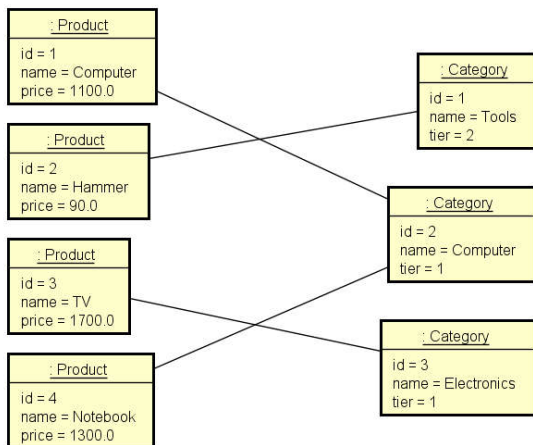 : Product
id = 1
name = Computer
price = 1100.0
: Product
id = 2
name = Hammer
price = 90.0
: Product
id = 3
name = TV
price = 1700.0
: Product
id = 4
name = Notebook
price = 1300.0
: Category
id = 1
name = Tools
tier = 2
: Category
id = 2
name = Computer
tier = 1
: Category
id = 3
name = Electronics
tier = 1